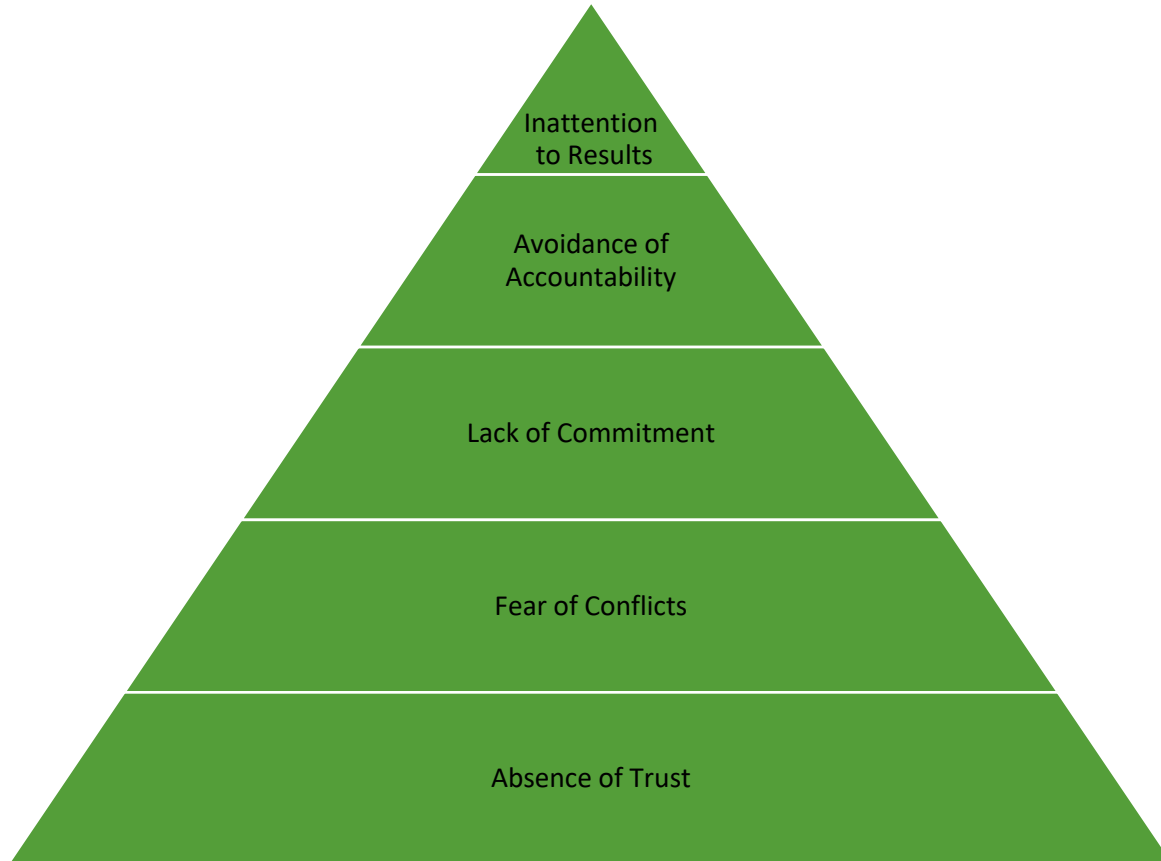 Inattention
to Results
Avoidance of
Accountability
Lack of Commitment
Fear of Conflicts
Absence of Trust